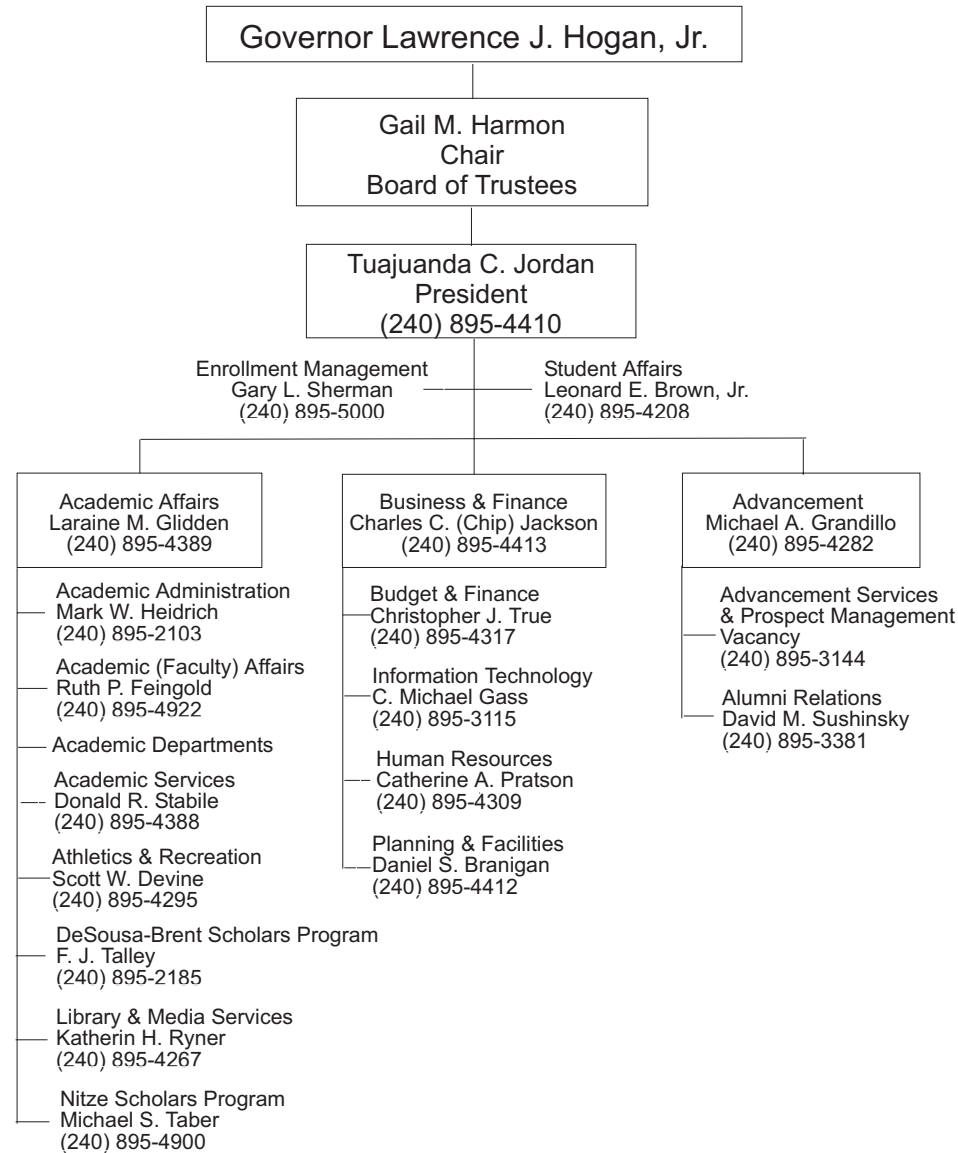 Governor Lawrence J. Hogan, Jr.
Gail M. Harmon
Chair
Board of Trustees
Tuajuanda C. Jordan
President
(240) 895-4410
Enrollment Management
Gary L. Sherman
(240) 895-5000
Student Affairs
Leonard E. Brown, Jr.
(240) 895-4208
Academic Affairs
Laraine M. Glidden
(240) 895-4389
Academic Administration
Mark W. Heidrich
(240) 895-2103
Academic (Faculty) Affairs
Ruth P. Feingold
(240) 895-4922
Academic Departments
Academic Services
Donald R. Stabile
(240) 895-4388
Athletics & Recreation
Scott W. Devine
(240) 895-4295
DeSousa-Brent Scholars Program
F. J. Talley
(240) 895-2185
Library & Media Services
Katherin H. Ryner
(240) 895-4267
Nitze Scholars Program
Michael S. Taber
(240) 895-4900
Business & Finance
Charles C. (Chip) Jackson
(240) 895-4413
Budget & Finance
Christopher J. True
(240) 895-4317
Information Technology
C. Michael Gass
(240) 895-3115
Human Resources
Catherine A. Pratson
(240) 895-4309
Planning & Facilities
Daniel S. Branigan
(240) 895-4412
Advancement
Michael A. Grandillo
(240) 895-4282
Advancement Services
& Prospect Management
Vacancy
(240) 895-3144
Alumni Relations
David M. Sushinsky
(240) 895-3381